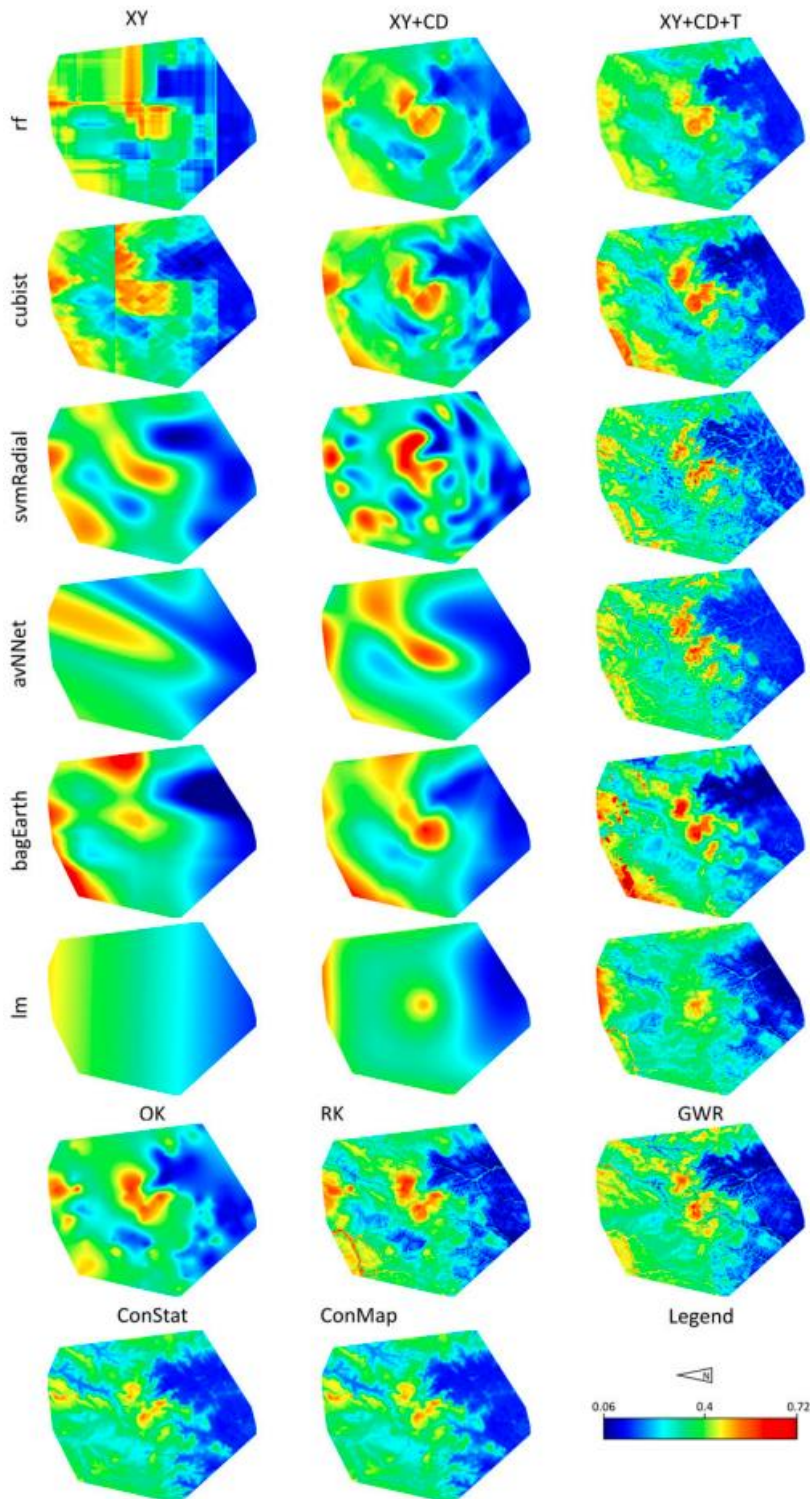 XY XY+CD XY+CD+T
rf
cubist
svmRadial
avNNet
bagEarth
lm
OK RK GWR
ConStat ConMap Legend
N
0.06 0.4 0.72